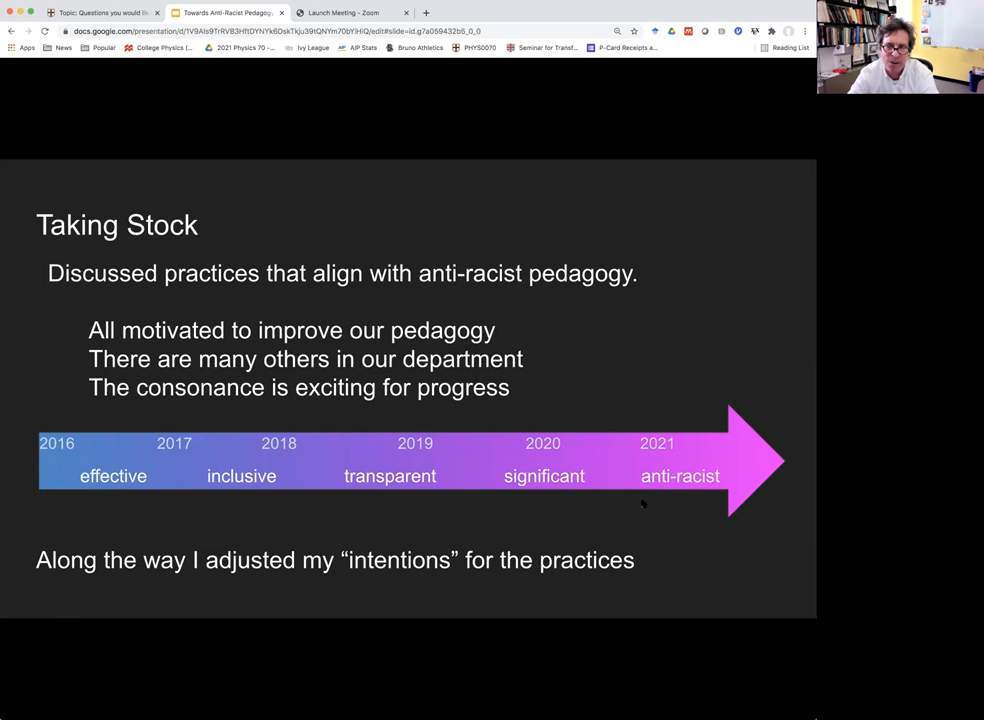 Topic: Questions you would lik
Towards Anti-Racist Pedagogy
Launch Meeting - Zoom
docs.google.com/presentation/d/1V9AIs9TrRVB3HftDYNYk6DskTkju39tQNYm70bYiHIQ/edit#slide=id.g7a059432b5_0_0
Apps News Popular College Physics (... 2021 Physics 70 -... Ivy League AIP Stats Bruno Athletics PHYS0070 Seminar for Transf... P-Card Receipts a... Reading List
Taking Stock
Discussed practices that align with anti-racist pedagogy.
All motivated to improve our pedagogy
There are many others in our department
The consonance is exciting for progress
2016 2017 2018 2019 2020 2021
effective inclusive transparent significant anti-racist
Along the way I adjusted my “intentions” for the practices